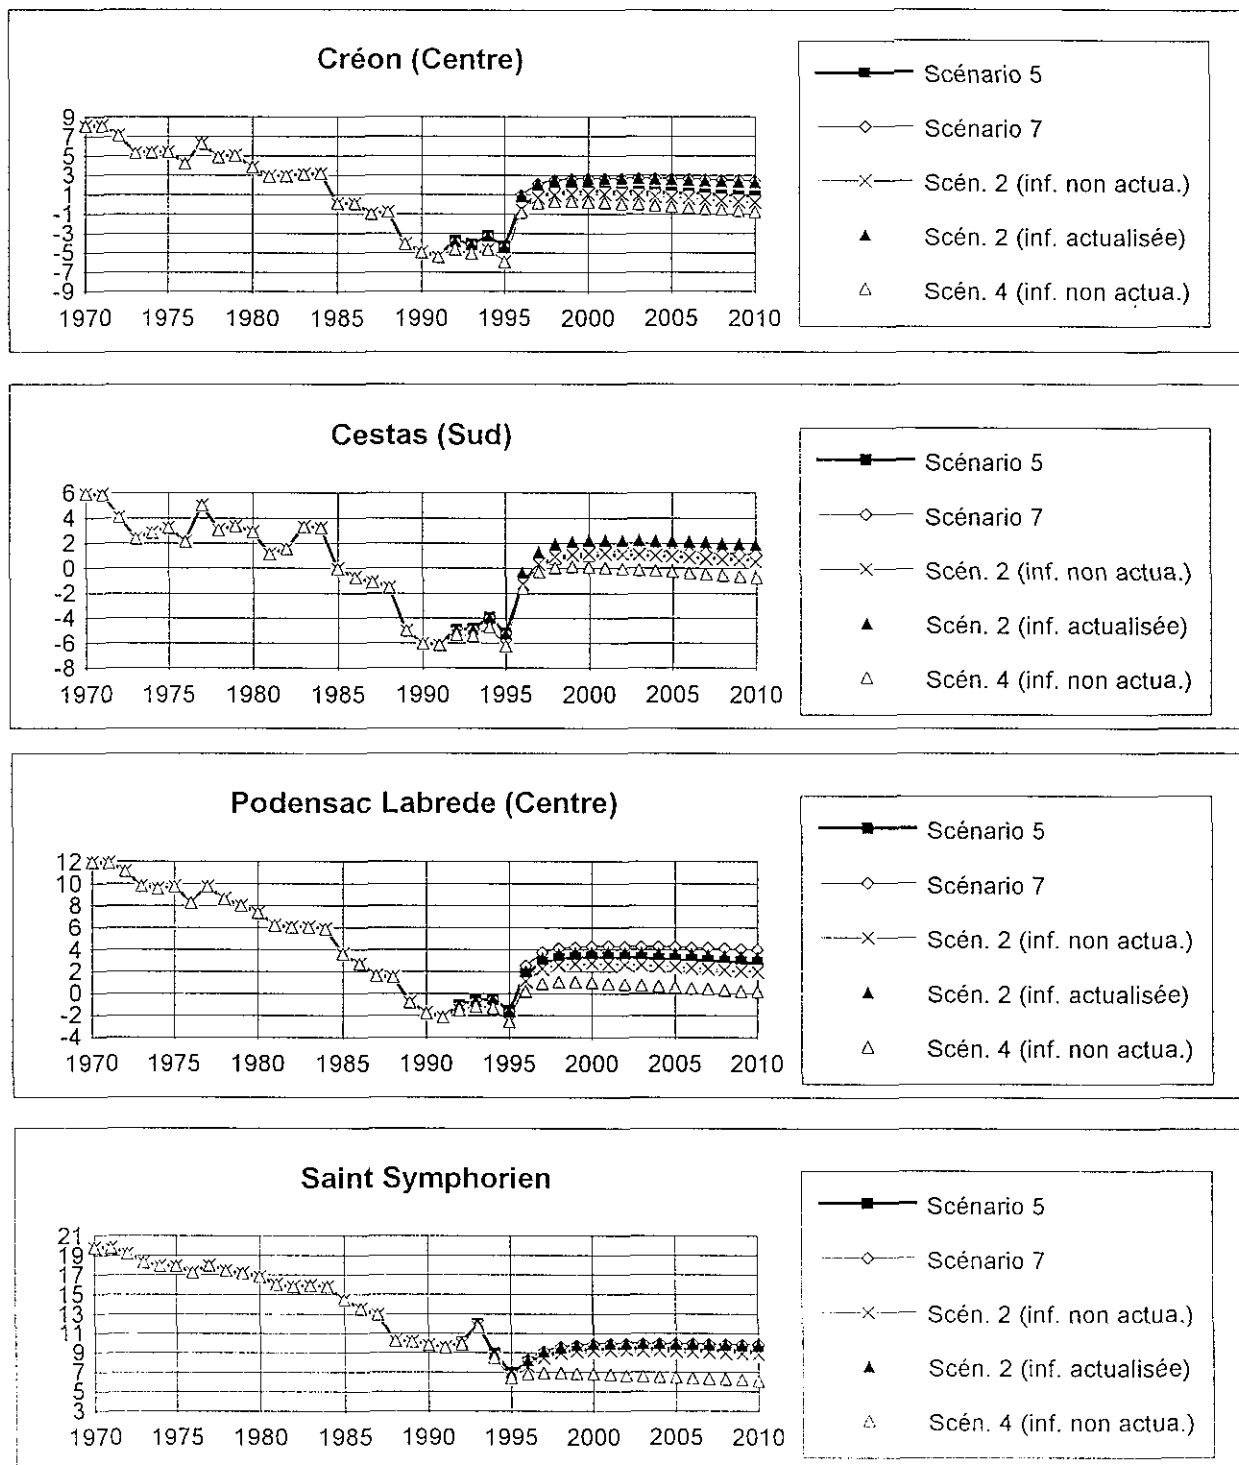 Créon (Centre)
9
7
5
3
1
-1
-3
-5
-7
-9
1970 1975 1980 1985 1990 1995 2000 2005 2010
Scénario 5
Scénario 7
Scén. 2 (inf. non actua.)
Scén. 2 (inf. actualisée)
Scén. 4 (inf. non actua.)
Cestas (Sud)
6
4
2
0
-2
-4
-6
-8
1970 1975 1980 1985 1990 1995 2000 2005 2010
Scénario 5
Scénario 7
Scén. 2 (inf. non actua.)
Scén. 2 (inf. actualisée)
Scén. 4 (inf. non actua.)
Podensac Labrede (Centre)
12
10
8
6
4
2
0
-2
-4
1970 1975 1980 1985 1990 1995 2000 2005 2010
Scénario 5
Scénario 7
Scén. 2 (inf. non actua.)
Scén. 2 (inf. actualisée)
Scén. 4 (inf. non actua.)
Saint Symphorien
21
19
17
15
13
11
9
7
5
3
1970 1975 1980 1985 1990 1995 2000 2005 2010
Scénario 5
Scénario 7
Scén. 2 (inf. non actua.)
Scén. 2 (inf. actualisée)
Scén. 4 (inf. non actua.)